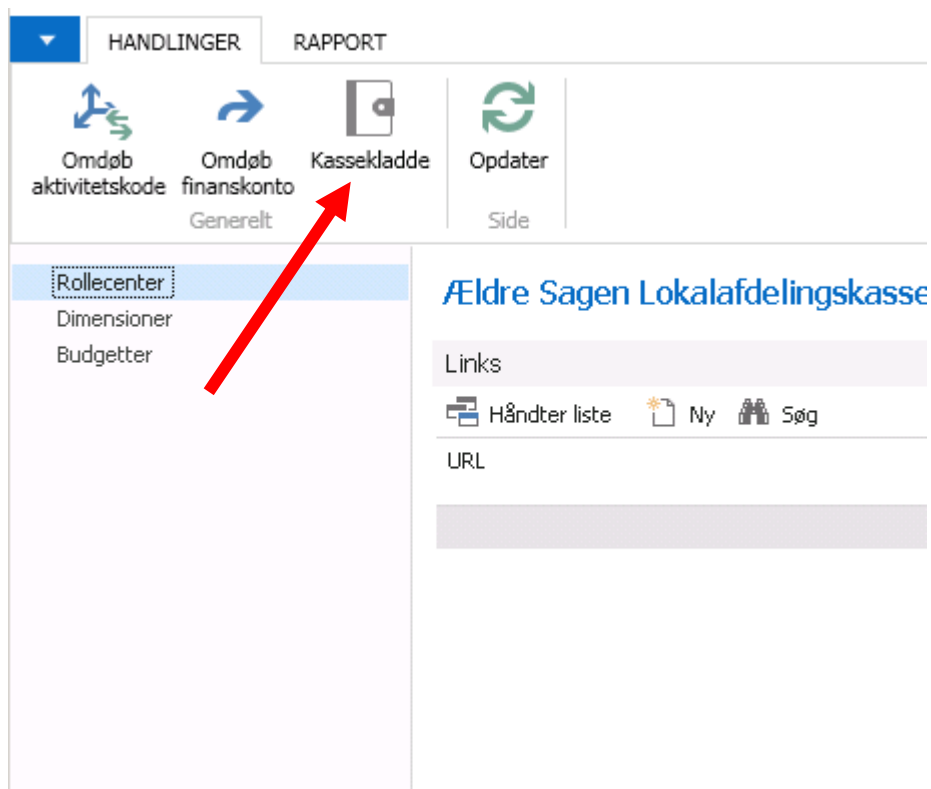 HANDLINGER RAPPORT
Omdøb aktivitetskode
Omdøb finanskonto
Kassekladde
Generelt
Opdater
Side
Rollecenter
Dimensioner
Budgetter
Ældre Sagen Lokalafdelingskasse
Links
Håndter liste Ny Søg
URL